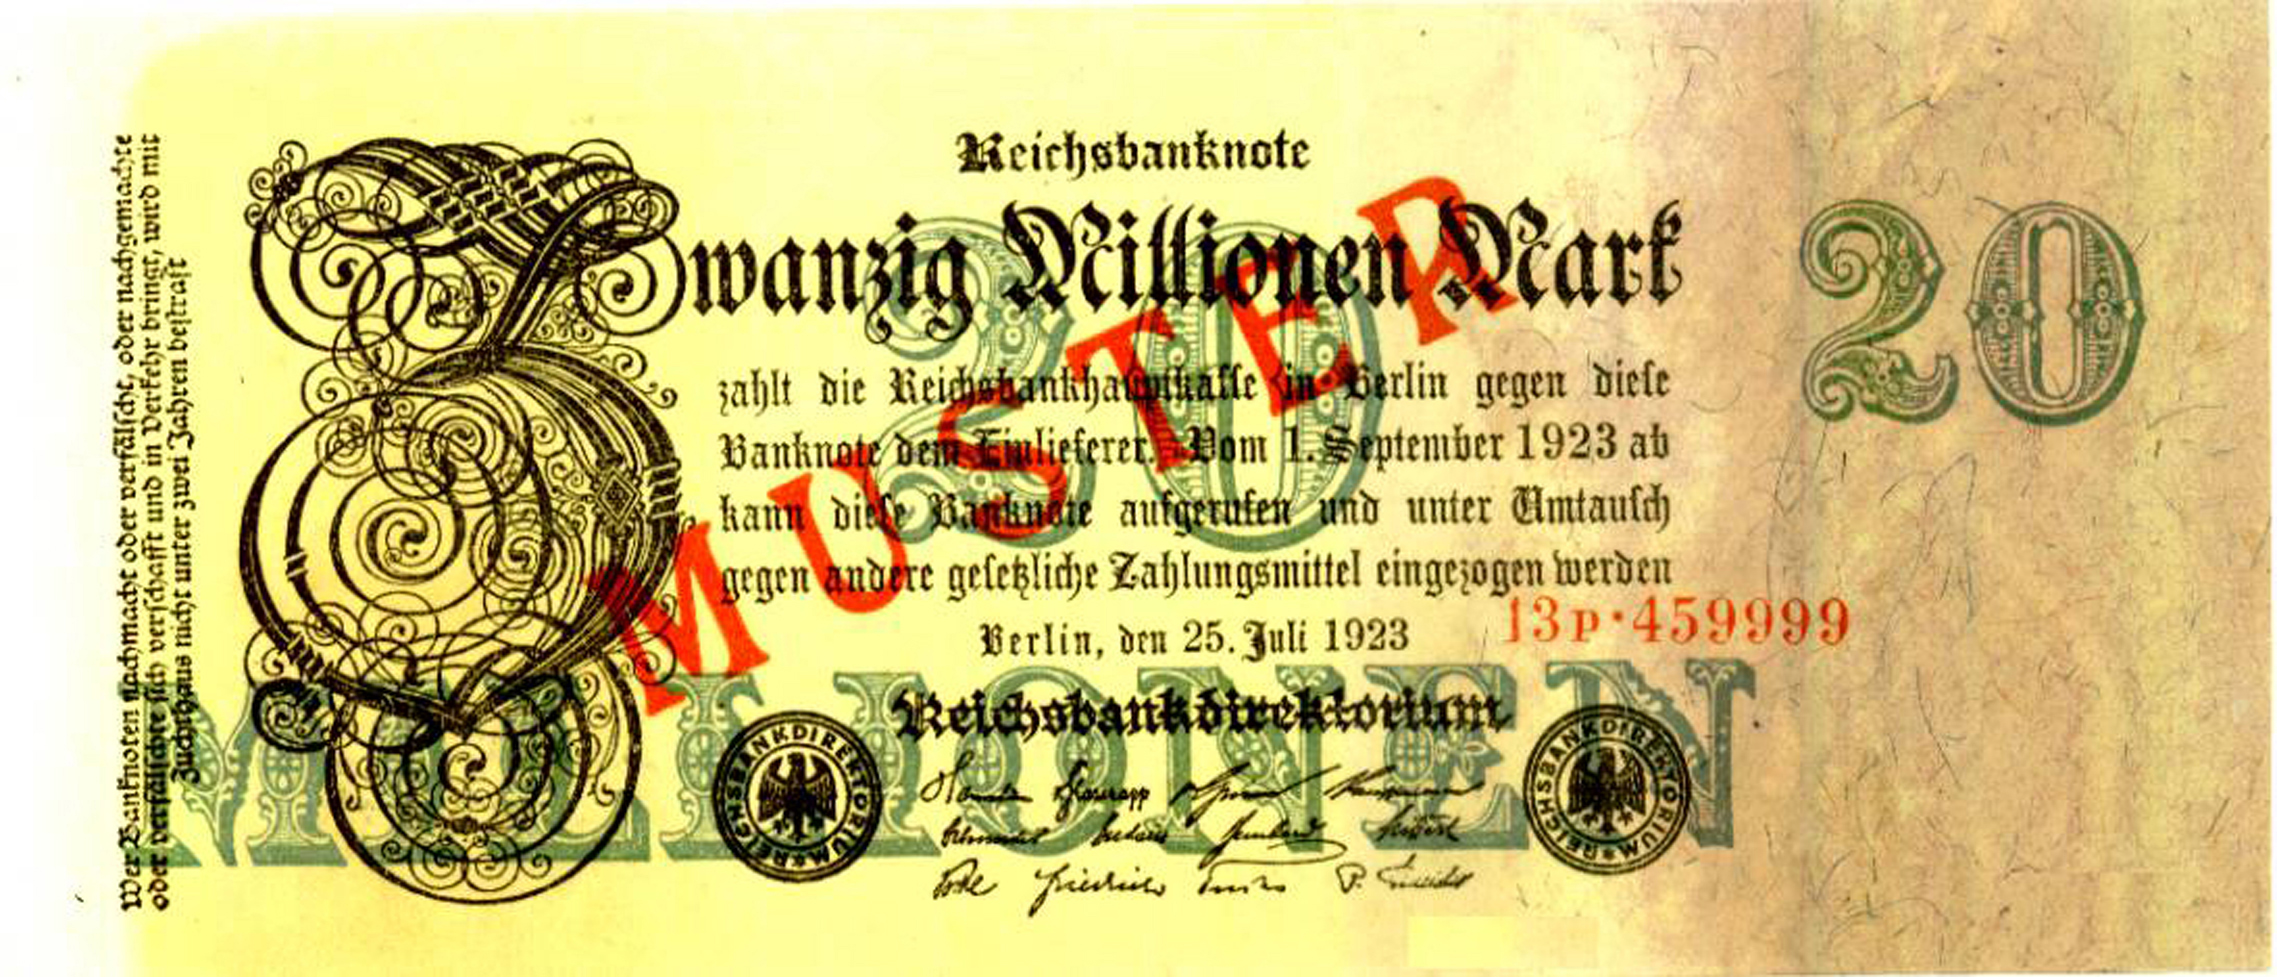 Reichsbanknote
Zwanzig Millionen Mark
20
20
zahlt die Reichsbankhauptkasse in Berlin gegen diese
Banknote dem Einlieferer. Vom 1. September 1923 ab
kann diese Banknote aufgerufen und unter Umtausch
gegen andere gesetzliche Zahlungsmittel eingezogen werden
Berlin, den 25. Juli 1923
13P·459999
MUSTER
Reichsbankdirektorium
MILLIONEN
REICHSBANKDIREKTORIUM
REICHSBANKDIREKTORIUM
Wer Banknoten nachmacht oder verfälscht, oder nachgemachte
oder verfälschte sich verschafft und in Verkehr bringt, wird mit
Zuchthaus nicht unter zwei Jahren bestraft